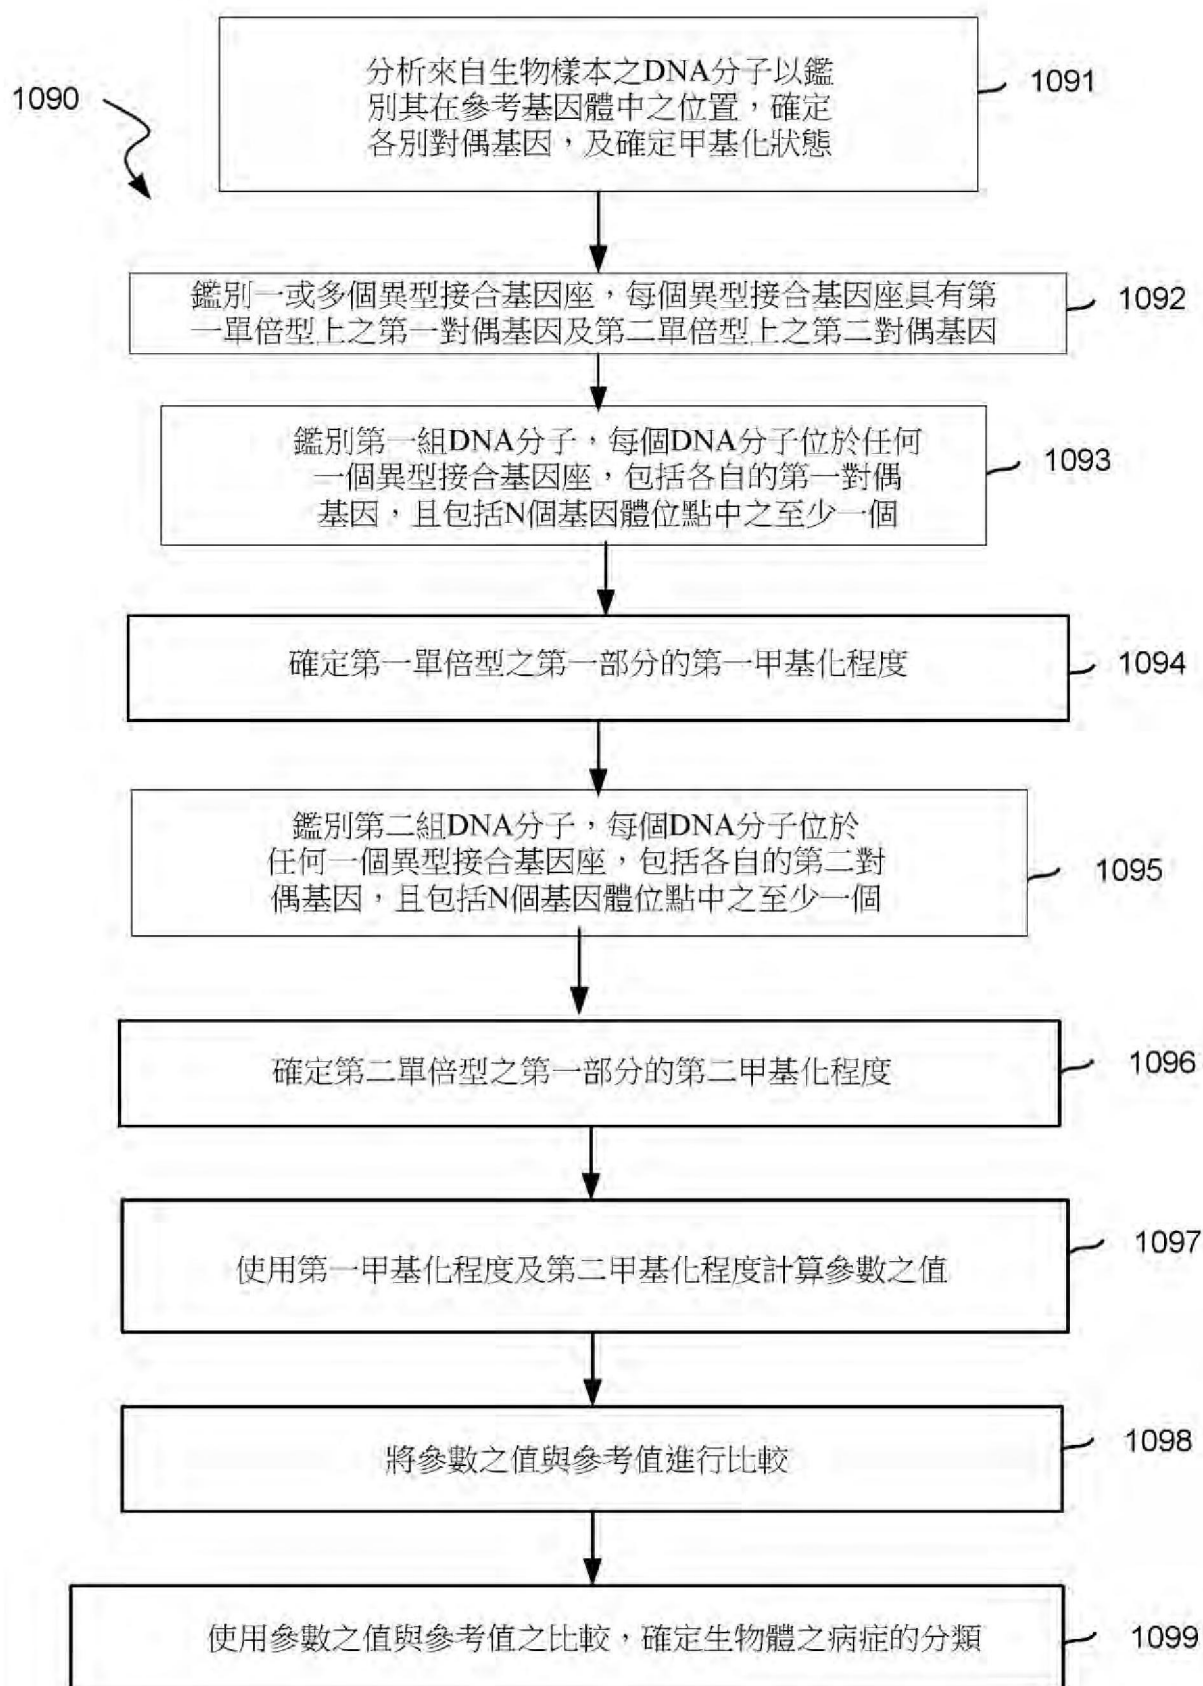 1090
分析來自生物樣本之DNA分子以鑑
別其在參考基因體中之位置，確定
各別對偶基因，及確定甲基化狀態
1091
鑑別一或多個異型接合基因座，每個異型接合基因座具有第
一單倍型上之第一對偶基因及第二單倍型上之第二對偶基因
1092
鑑別第一組DNA分子，每個DNA分子位於任何
一個異型接合基因座，包括各自的第一對偶
基因，且包括N個基因體位點中之至少一個
1093
確定第一單倍型之第一部分的第一甲基化程度
1094
鑑別第二組DNA分子，每個DNA分子位於
任何一個異型接合基因座，包括各自的第二對
偶基因，且包括N個基因體位點中之至少一個
1095
確定第二單倍型之第一部分的第二甲基化程度
1096
使用第一甲基化程度及第二甲基化程度計算參數之值
1097
將參數之值與參考值進行比較
1098
使用參數之值與參考值之比較，確定生物體之病症的分類
1099